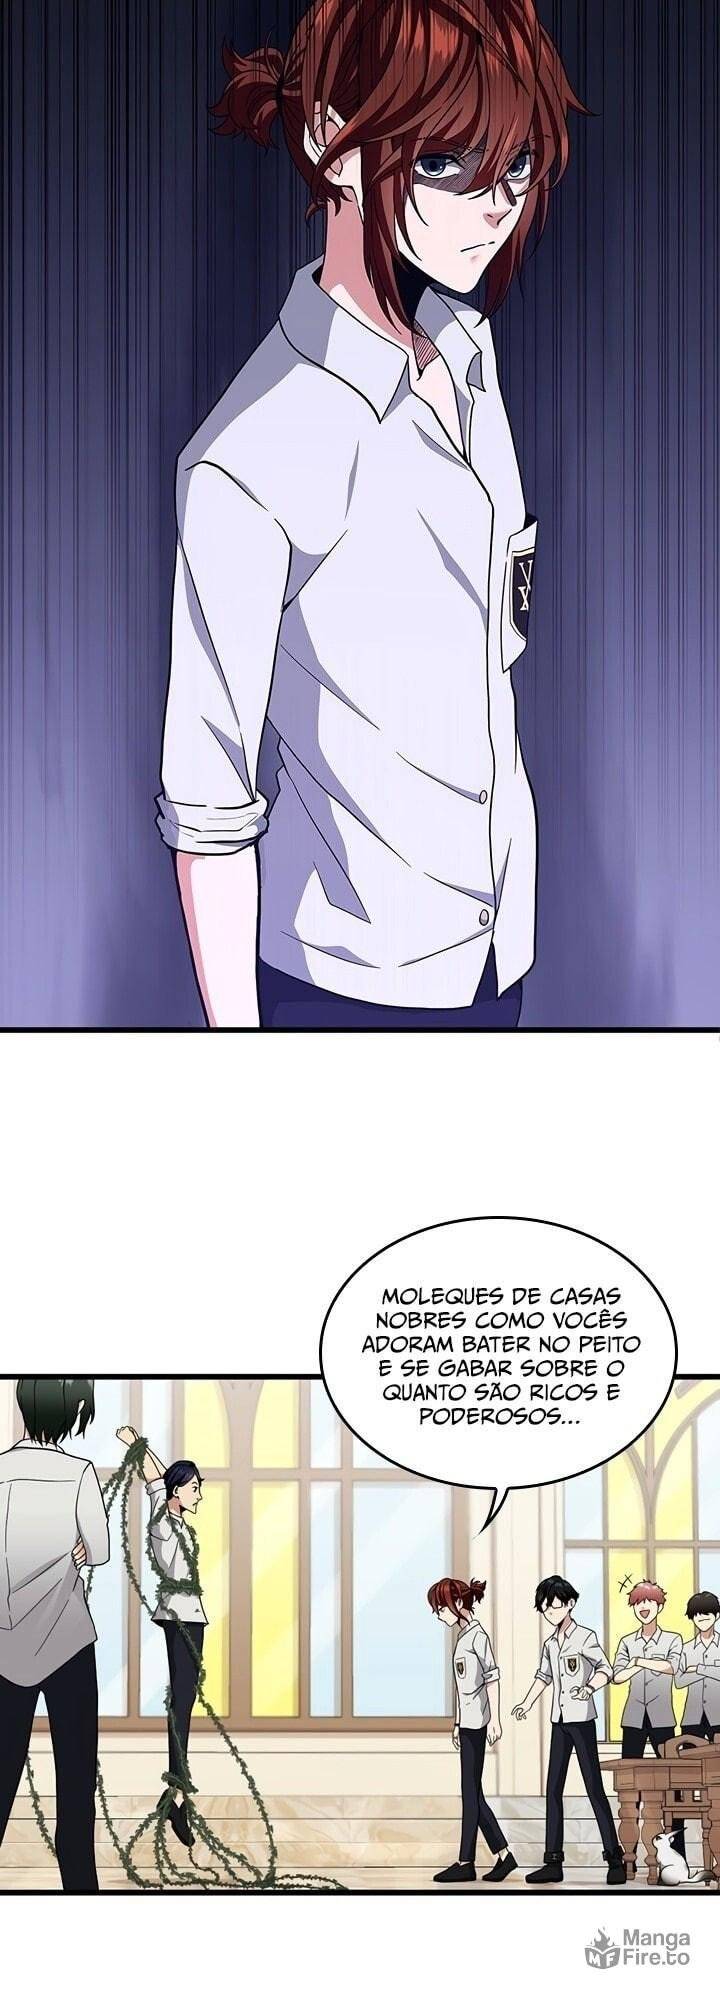 MOLEQUES DE CASAS
NOBRES COMO VOCÊS
ADORAM BATER NO PEITO
E SE GABAR SOBRE O
QUANTO SÃO RICOS E
PODEROSOS...
Manga
MF Fire.to